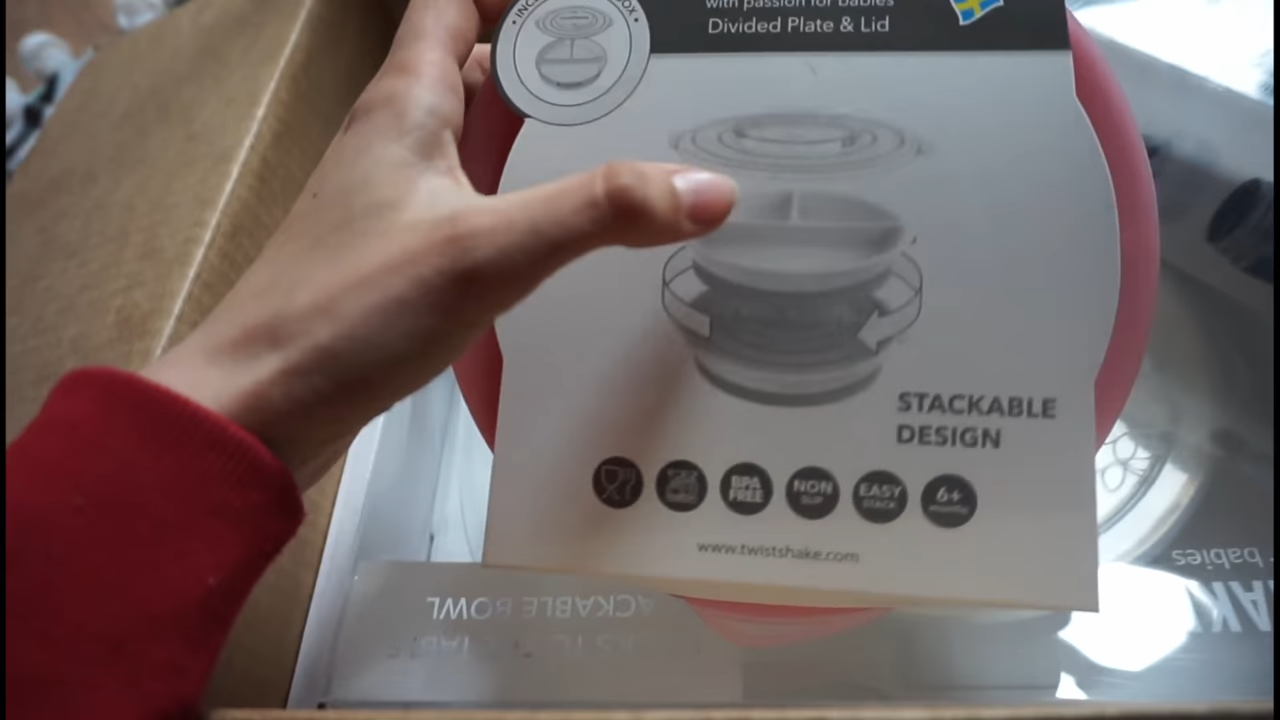 with passion for babies
Divided Plate & Lid
STACKABLE
DESIGN
BPA
FREE
NON
SLIP
EASY
STACK
6+
months
www.twistshake.com
babies
STACKABLE BOWL